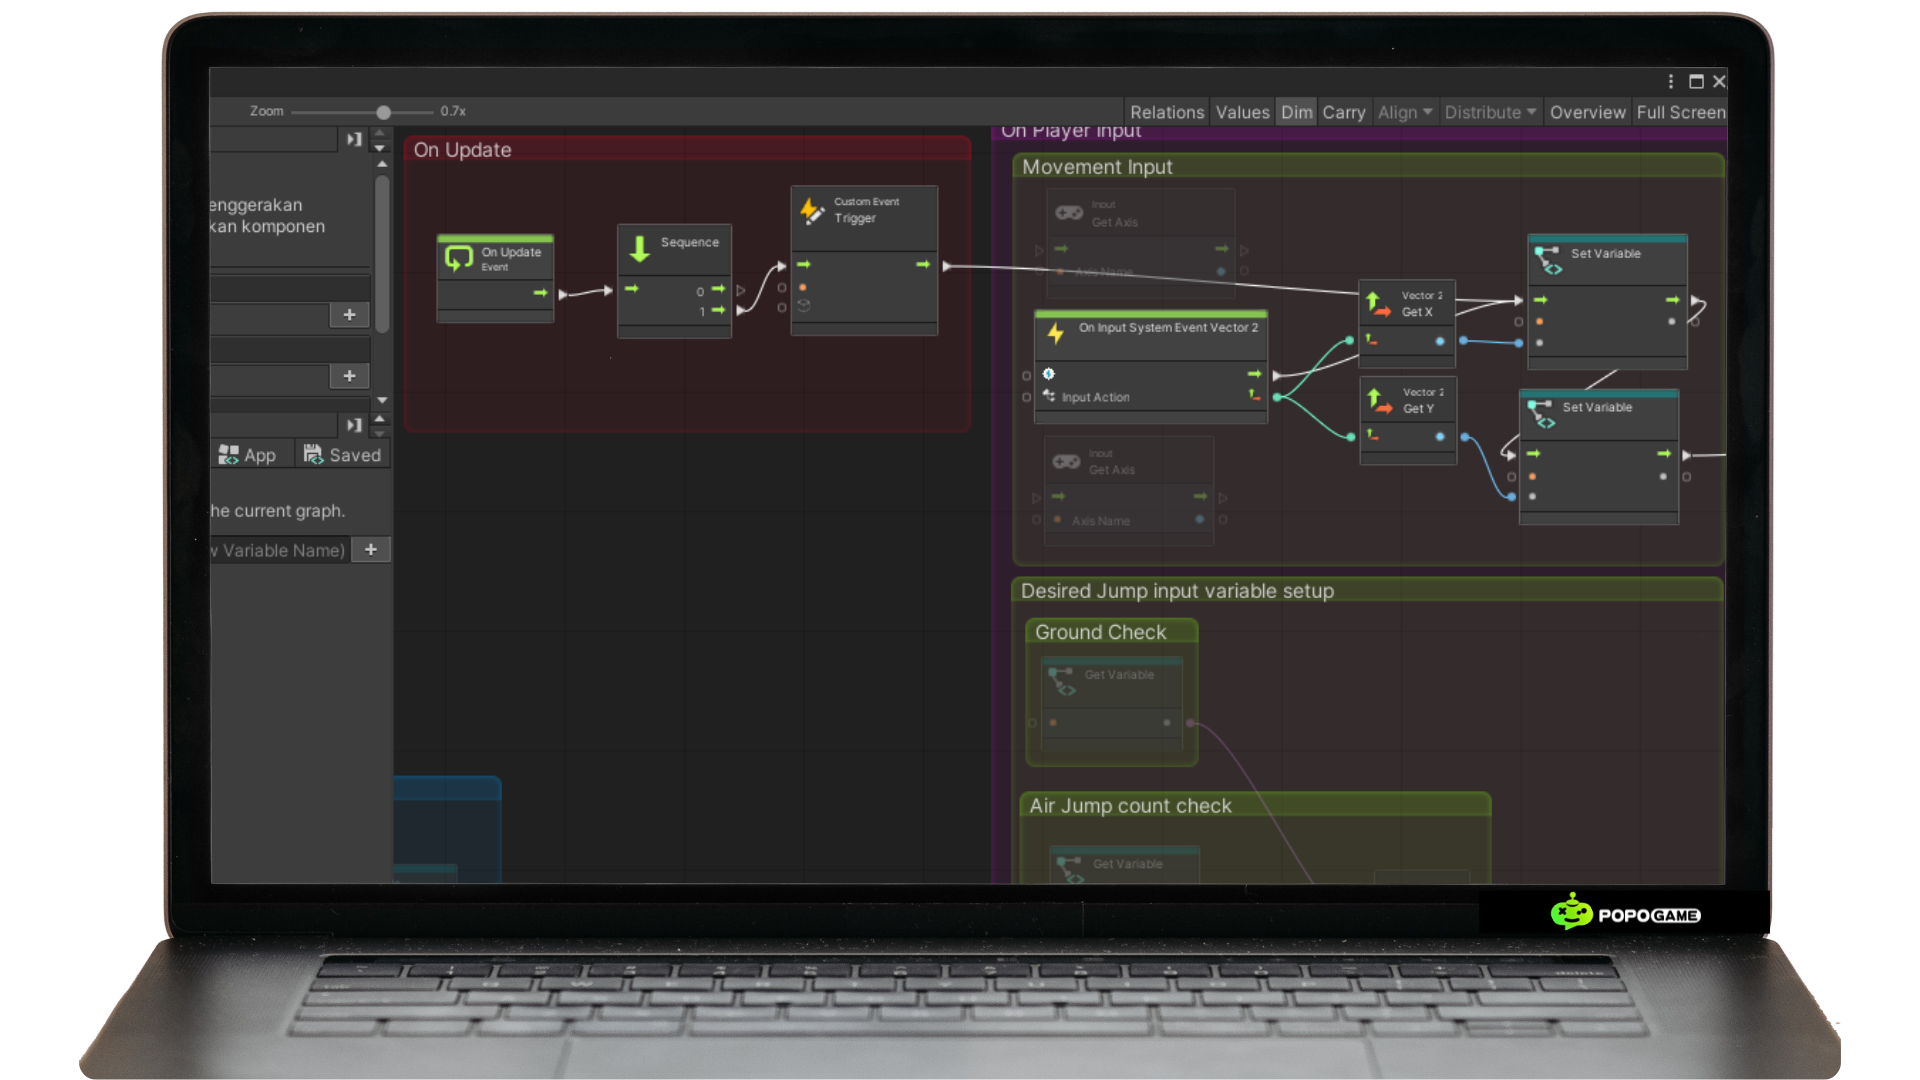 Zoom 0.7x
Relations Values Dim Carry Align Distribute Overview Full Screen
enggerakan
kan komponen
App Saved
he current graph.
w Variable Name)
On Update
On Update
Event
Sequence
0
1
Custom Event
Trigger
On Player Input
Movement Input
Input
Get Axis
Axis Name
On Input System Event Vector 2
Input Action
Vector 2
Get X
Vector 2
Get Y
Set Variable
Set Variable
Input
Get Axis
Axis Name
Desired Jump input variable setup
Ground Check
Get Variable
Air Jump count check
Get Variable
POPOGAME
delete